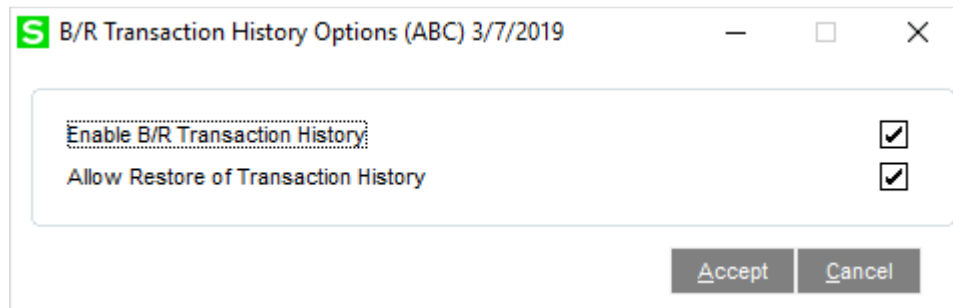 S B/R Transaction History Options (ABC) 3/7/2019
Enable B/R Transaction History
Allow Restore of Transaction History
Accept Cancel